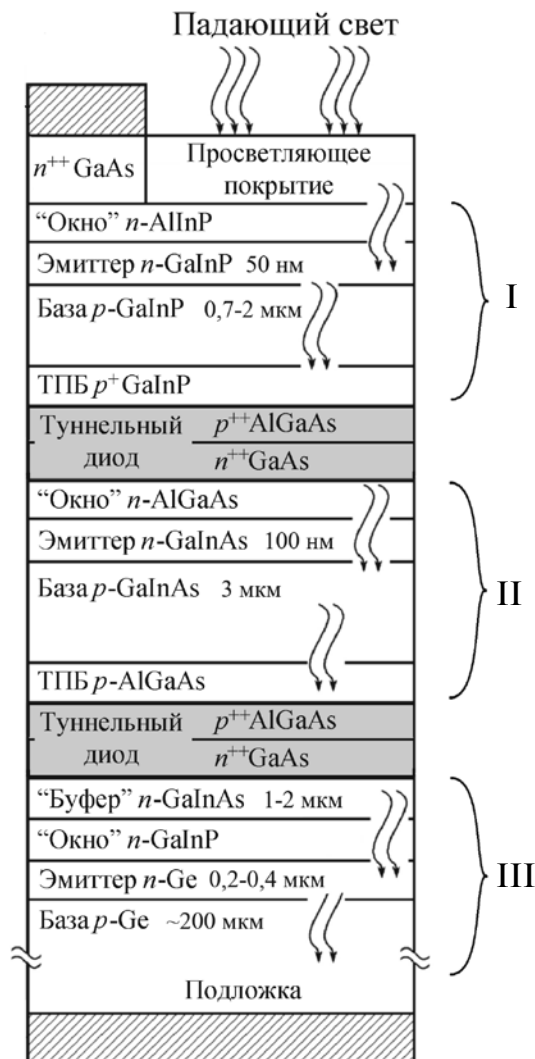 Падающий свет
n++ GaAs
Просветляющее
покрытие
“Окно” n-AlInP
Эмиттер n-GaInP 50 нм
База p-GaInP 0,7-2 мкм
ТПБ p+ GaInP
I
Туннельный
диод
p++AlGaAs
n++GaAs
“Окно” n-AlGaAs
Эмиттер n-GaInAs 100 нм
База p-GaInAs 3 мкм
ТПБ p-AlGaAs
II
Туннельный
диод
p++AlGaAs
n++GaAs
“Буфер” n-GaInAs 1-2 мкм
“Окно” n-GaInP
Эмиттер n-Ge 0,2-0,4 мкм
База p-Ge ~200 мкм
Подложка
III